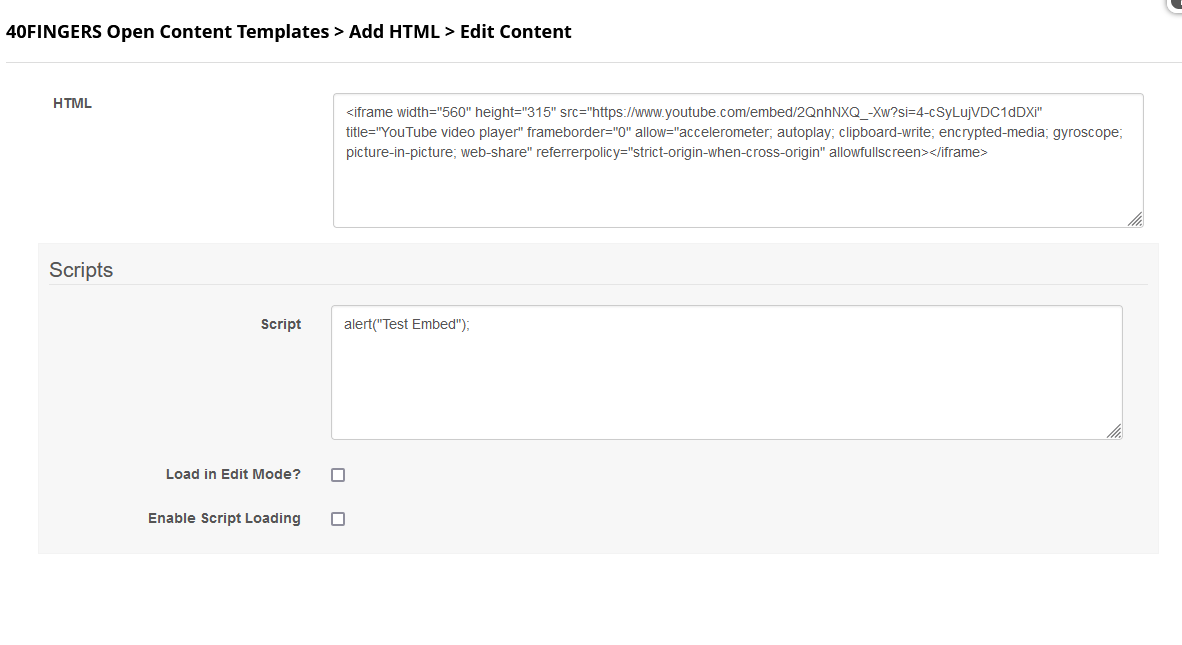 40FINGERS Open Content Templates > Add HTML > Edit Content
HTML
<iframe width="560" height="315" src="https://www.youtube.com/embed/2QnhNXQ_-Xw?si=4-cSyLujVDC1dDXi"
title="YouTube video player" frameborder="0" allow="accelerometer; autoplay; clipboard-write; encrypted-media; gyroscope;
picture-in-picture; web-share" referrerpolicy="strict-origin-when-cross-origin" allowfullscreen></iframe>
Scripts
Script
alert("Test Embed");
Load in Edit Mode?
Enable Script Loading